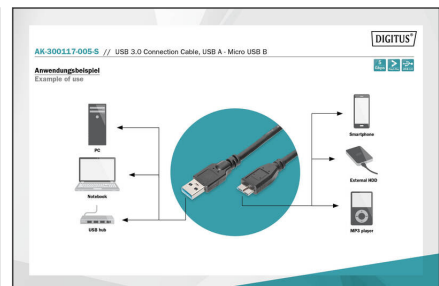 DIGITUS®
AK-300117-005-S // USB 3.0 Connection Cable, USB A - Micro USB B
Anwendungsbeispiel
Example of use
PC
Notebook
USB hub
Smartphone
External HDD
MP3 player